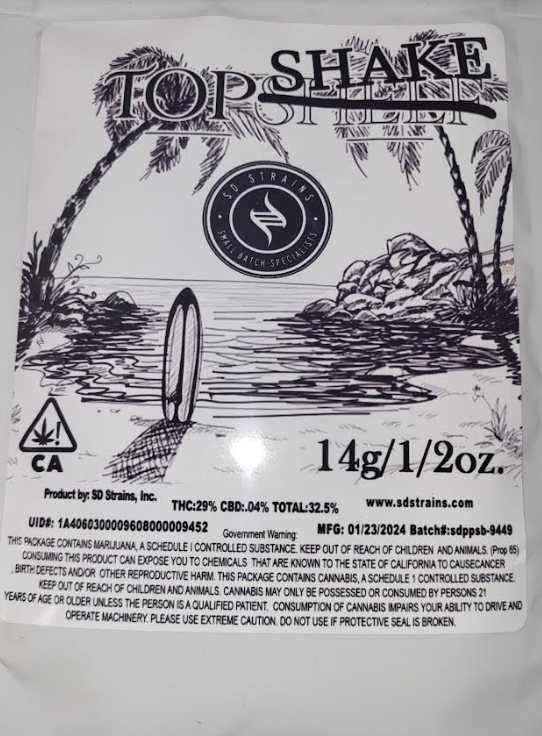 SHAKE
TOPSHELF
SD STRAINS
SMALL BATCH SPECIALISTS
CA
14g/1/2oz.
Product by: SD Strains, Inc.
THC:29% CBD:.04% TOTAL:32.5%
www.sdstrains.com
UID#: 1A4060300009608000009452
Government Warning:
MFG: 01/23/2024 Batch#:sdppsb-9449
THIS PACKAGE CONTAINS MARIJUANA, A SCHEDULE I CONTROLLED SUBSTANCE. KEEP OUT OF REACH OF CHILDREN AND ANIMALS. (Prop 65)
CONSUMING THIS PRODUCT CAN EXPOSE YOU TO CHEMICALS THAT ARE KNOWN TO THE STATE OF CALIFORNIA TO CAUSECANCER
, BIRTH DEFECTS AND/OR OTHER REPRODUCTIVE HARM. THIS PACKAGE CONTAINS CANNABIS, A SCHEDULE 1 CONTROLLED SUBSTANCE.
KEEP OUT OF REACH OF CHILDREN AND ANIMALS. CANNABIS MAY ONLY BE POSSESSED OR CONSUMED BY PERSONS 21
YEARS OF AGE OR OLDER UNLESS THE PERSON IS A QUALIFIED PATIENT. CONSUMPTION OF CANNABIS IMPAIRS YOUR ABILITY TO DRIVE AND
OPERATE MACHINERY. PLEASE USE EXTREME CAUTION. DO NOT USE IF PROTECTIVE SEAL IS BROKEN.